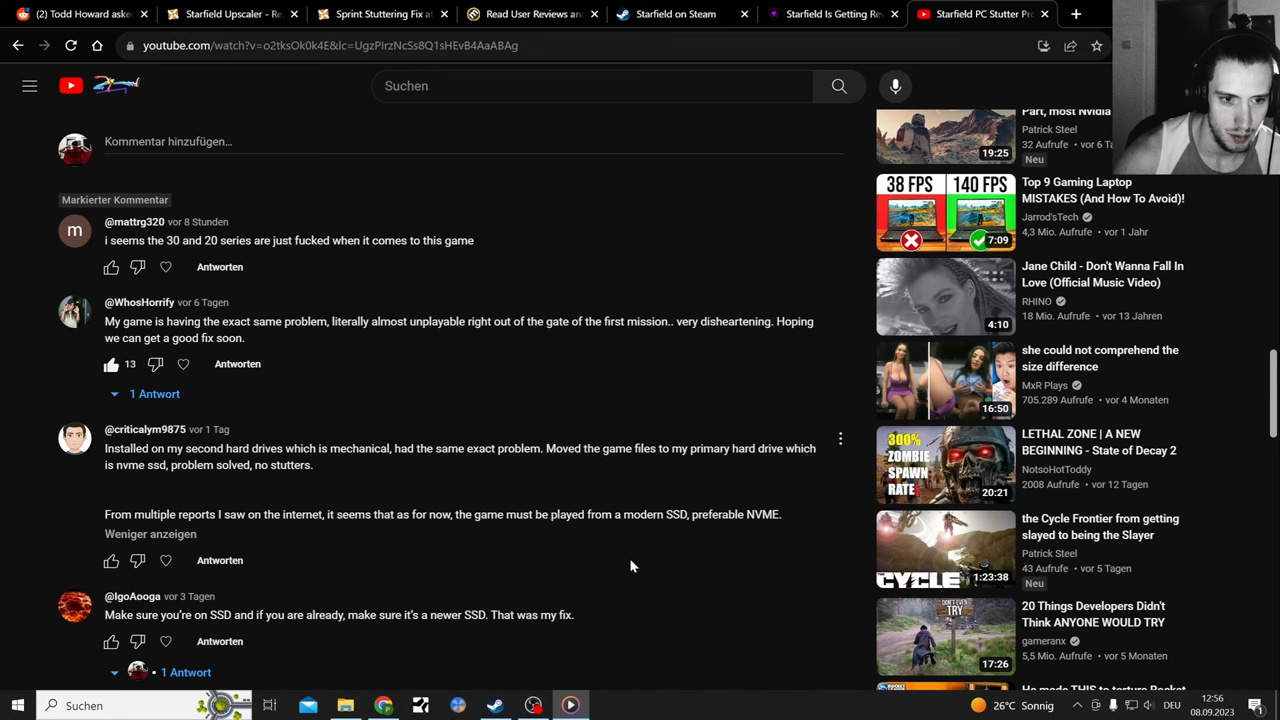 (2) Todd Howard asked
Starfield Upscaler - Re
Sprint Stuttering Fix at
Read User Reviews an
Starfield on Steam
Starfield Is Getting Re
Starfield PC Stutter Pr
youtube.com/watch?v=o2tksOk0k4E&lc=UgzPIrzNcSs8Q1sHEvB4AaABAg
Suchen
Kommentar hinzufügen...
Markierter Kommentar
@mattrg320 vor 8 Stunden
m
i seems the 30 and 20 series are just focked when it comes to this game
Antworten
@WhosHorrify vor 6 Tagen
My game is having the exact same problem, literally almost unplayable right out of the gate of the first mission.. very disheartening. Hoping
we can get a good fix soon.
13 Antworten
1 Antwort
@criticalym9875 vor 1 Tag
Installed on my second hard drives which is mechanical, had the same exact problem. Moved the game files to my primary hard drive which
is nvme ssd, problem solved, no stutters.
From multiple reports I saw on the internet, it seems that as for now, the game must be played from a modern SSD, preferable NVME.
Weniger anzeigen
Antworten
@IgoAooga vor 3 Tagen
Make sure you're on SSD and if you are already, make sure it's a newer SSD. That was my fix.
Antworten
1 Antwort
Part, most Nvidia
Patrick Steel
32 Aufrufe • vor 6 Ta
Neu
19:25
38 FPS 140 FPS
7:09
Top 9 Gaming Laptop
MISTAKES (And How To Avoid)!
Jarrod'sTech
4,3 Mio. Aufrufe • vor 1 Jahr
Jane Child - Don't Wanna Fall In
Love (Official Music Video)
RHINO
18 Mio. Aufrufe • vor 13 Jahren
4:10
she could not comprehend the
size difference
MxR Plays
705.289 Aufrufe • vor 4 Monaten
16:50
300%
ZOMBIE
SPAWN
RATE
20:21
LETHAL ZONE | A NEW
BEGINNING - State of Decay 2
NotsoHotToddy
2008 Aufrufe • vor 12 Tagen
the Cycle Frontier from getting
slayed to being the Slayer
Patrick Steel
43 Aufrufe • vor 5 Tagen
Neu
THE CYCLE
1:23:38
DON'T EVEN
TRY
17:26
20 Things Developers Didn't
Think ANYONE WOULD TRY
gameranx
5,5 Mio. Aufrufe • vor 5 Monaten
He made THIS to torture Rocket
Suchen
26°C Sonnig
DEU
12:56
08.09.2023
1